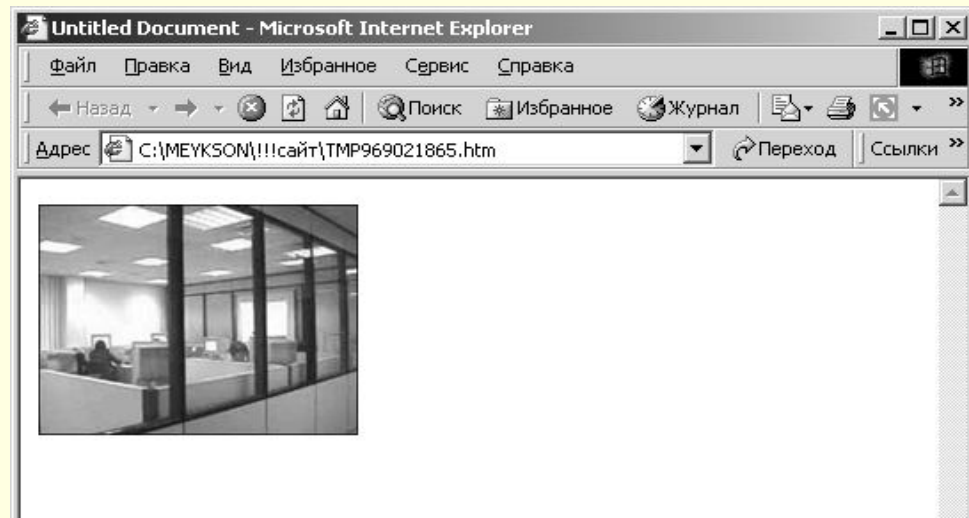 Untitled Document - Microsoft Internet Explorer
Файл Правка Вид Избранное Сервис Справка
Назад Поиск Избранное Журнал »
Адрес C:\MEYKSON\!!!сайт\TMP969021865.htm Переход Ссылки »